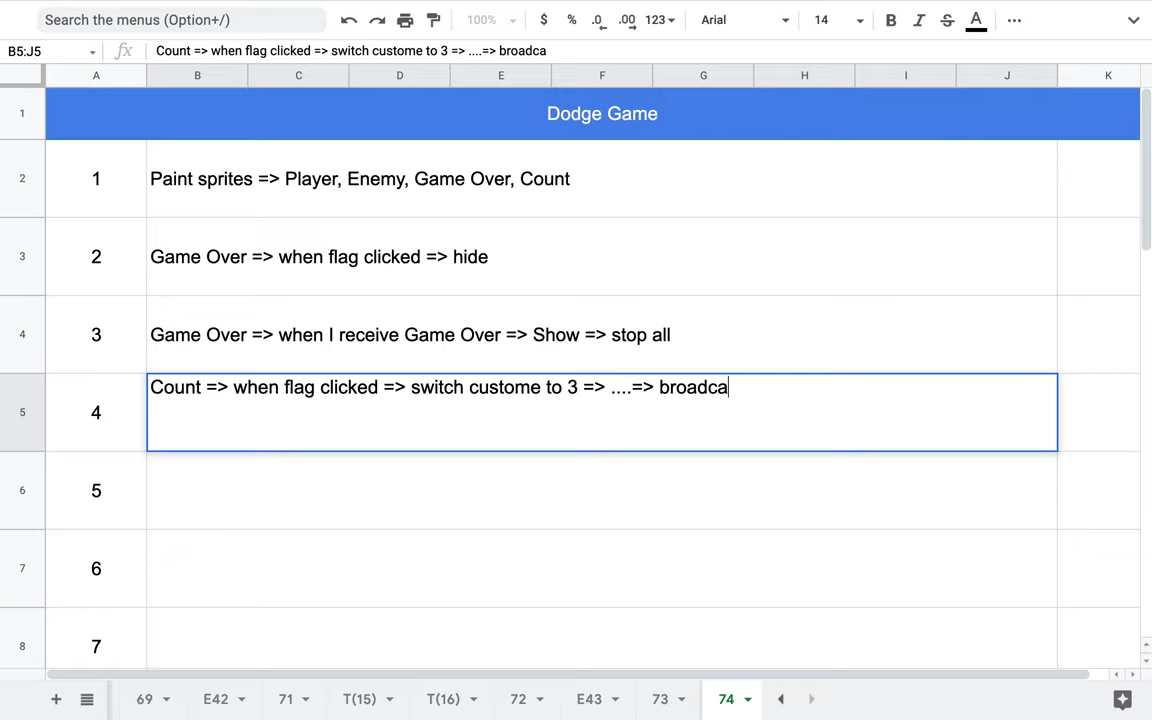 Search the menus (Option+/)
100%
$
%
.0
.00
123
Arial
14
B
I
S
A
B5:J5
fx
Count => when flag clicked => switch custome to 3 => ....=> broadca
A B C D E F G H I J K
1 Dodge Game
2 1 Paint sprites => Player, Enemy, Game Over, Count
3 2 Game Over => when flag clicked => hide
4 3 Game Over => when I receive Game Over => Show => stop all
5 4 Count => when flag clicked => switch custome to 3 => ....=> broadca
6 5
7 6
8 7
69 E42 71 T(15) T(16) 72 E43 73 74